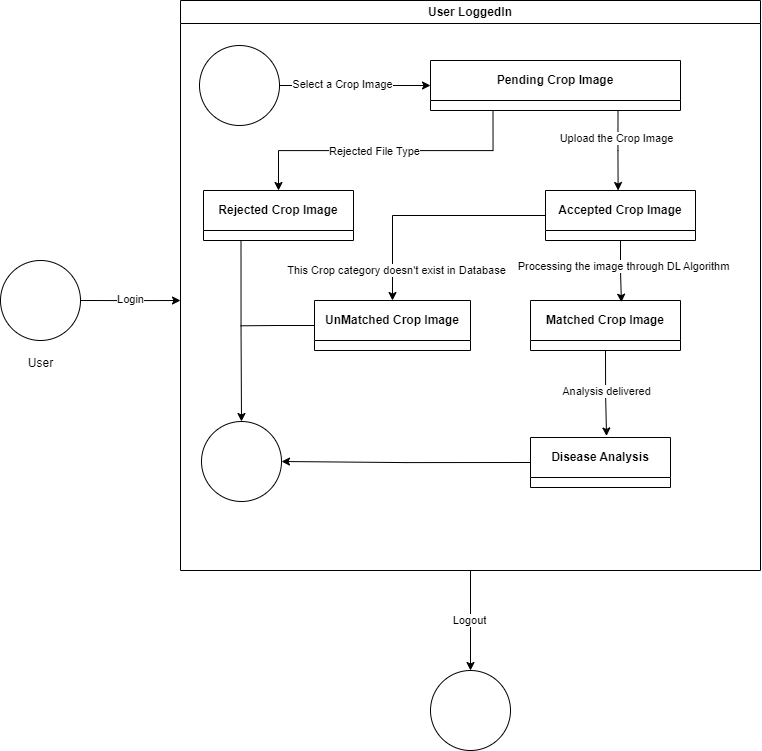 User LoggedIn
Select a Crop Image
Pending Crop Image
Upload the Crop Image
Rejected File Type
Rejected Crop Image
Accepted Crop Image
This Crop category doesn't exist in Database
Processing the image through DL Algorithm
Login
UnMatched Crop Image
Matched Crop Image
User
Analysis delivered
Disease Analysis
Logout